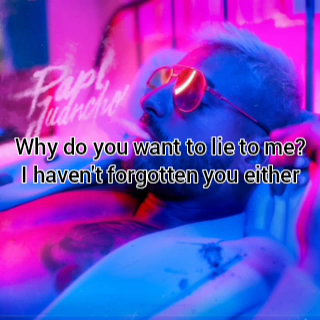 Papi
Juancho
Why do you want to lie to me?
I haven't forgotten you either